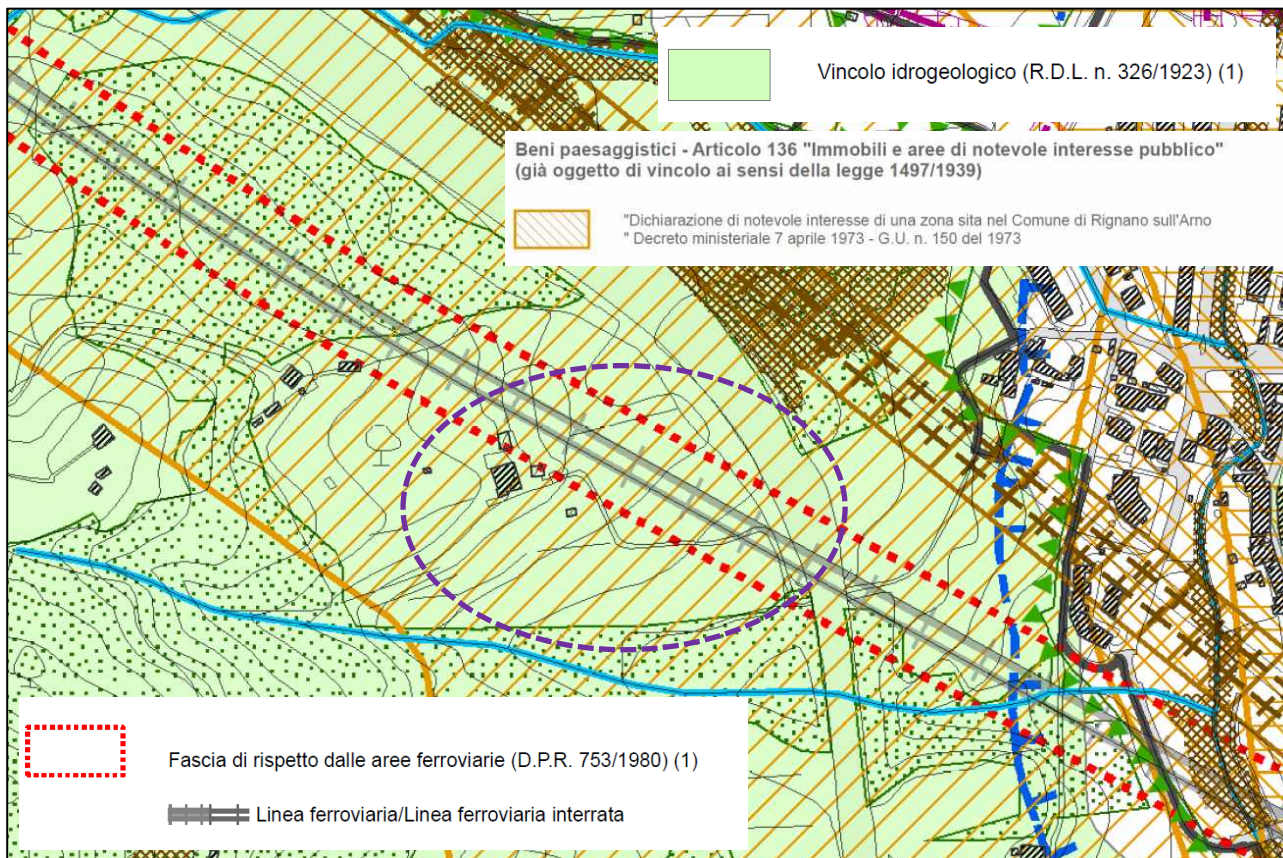 Vincolo idrogeologico (R.D.L. n. 326/1923) (1)
Beni paesaggistici - Articolo 136 "Immobili e aree di notevole interesse pubblico"
(già oggetto di vincolo ai sensi della legge 1497/1939)
"Dichiarazione di notevole interesse di una zona sita nel Comune di Rignano sull'Arno
" Decreto ministeriale 7 aprile 1973 - G.U. n. 150 del 1973
Fascia di rispetto dalle aree ferroviarie (D.P.R. 753/1980) (1)
Linea ferroviaria/Linea ferroviaria interrata